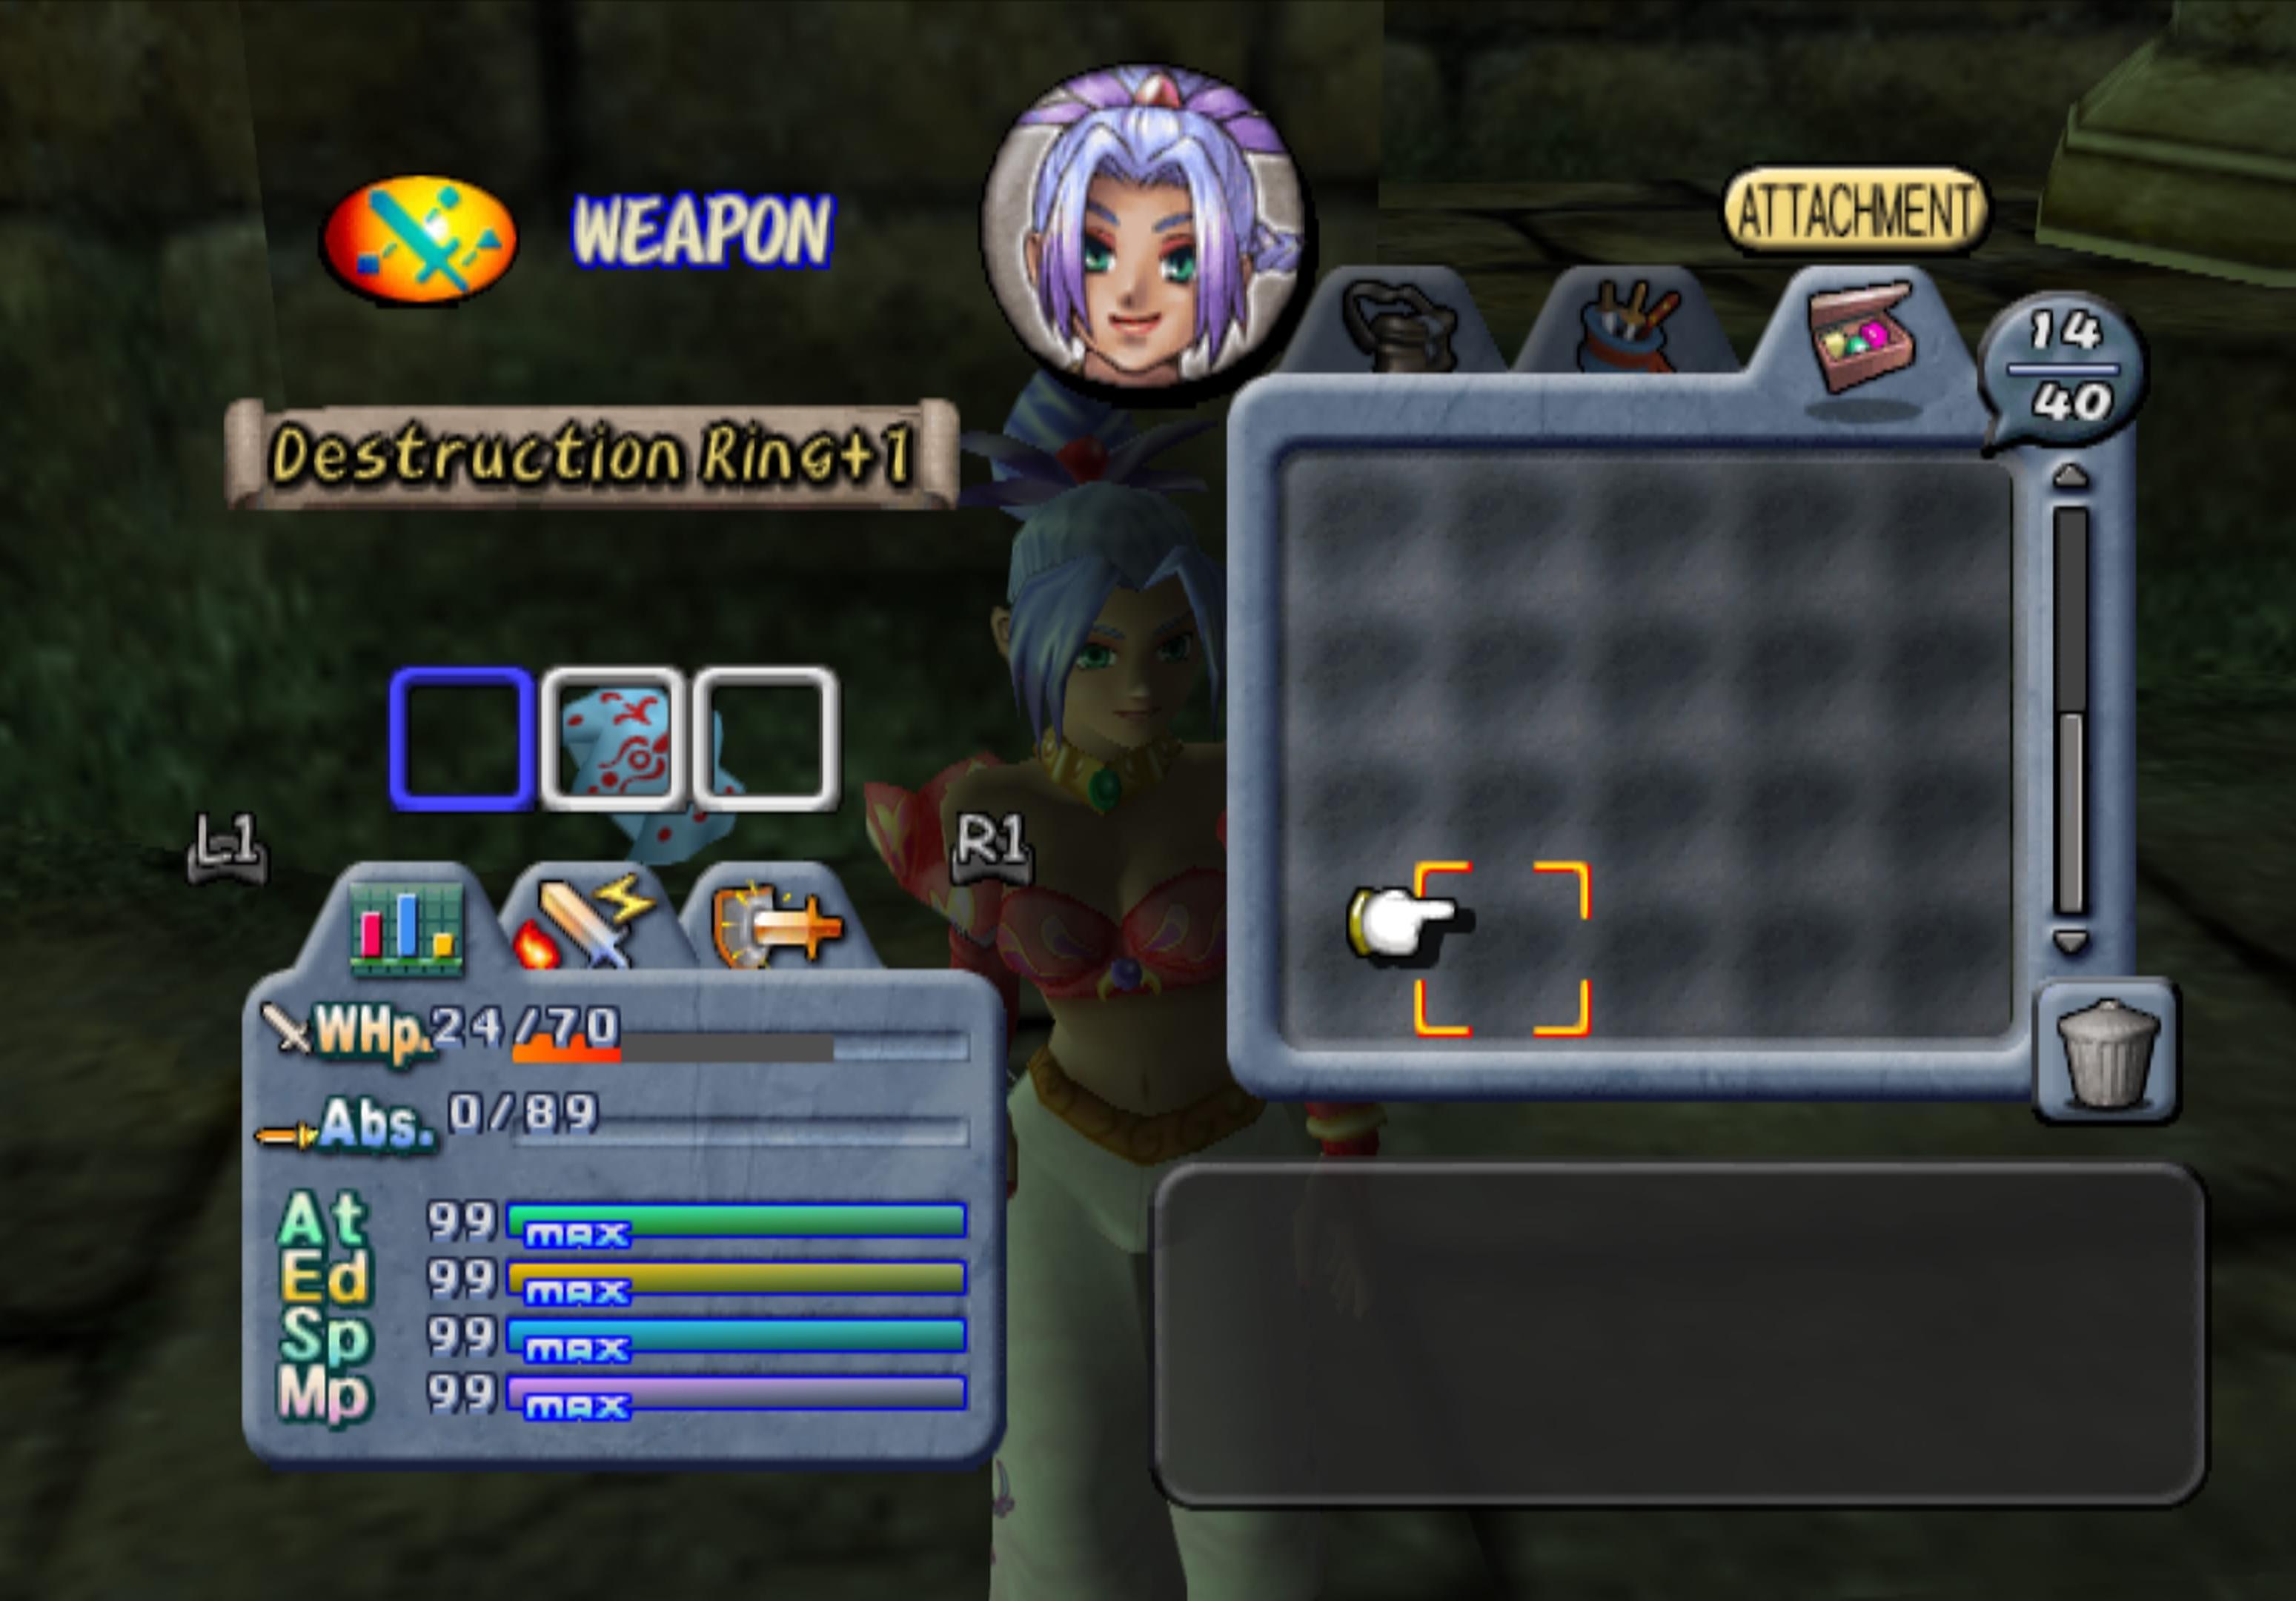 WEAPON
ATTACHMENT
14
40
Destruction Ring+1
L1
R1
WHp. 24/70
Abs. 0/89
At 99 max
Ed 99 max
Sp 99 max
Mp 99 max